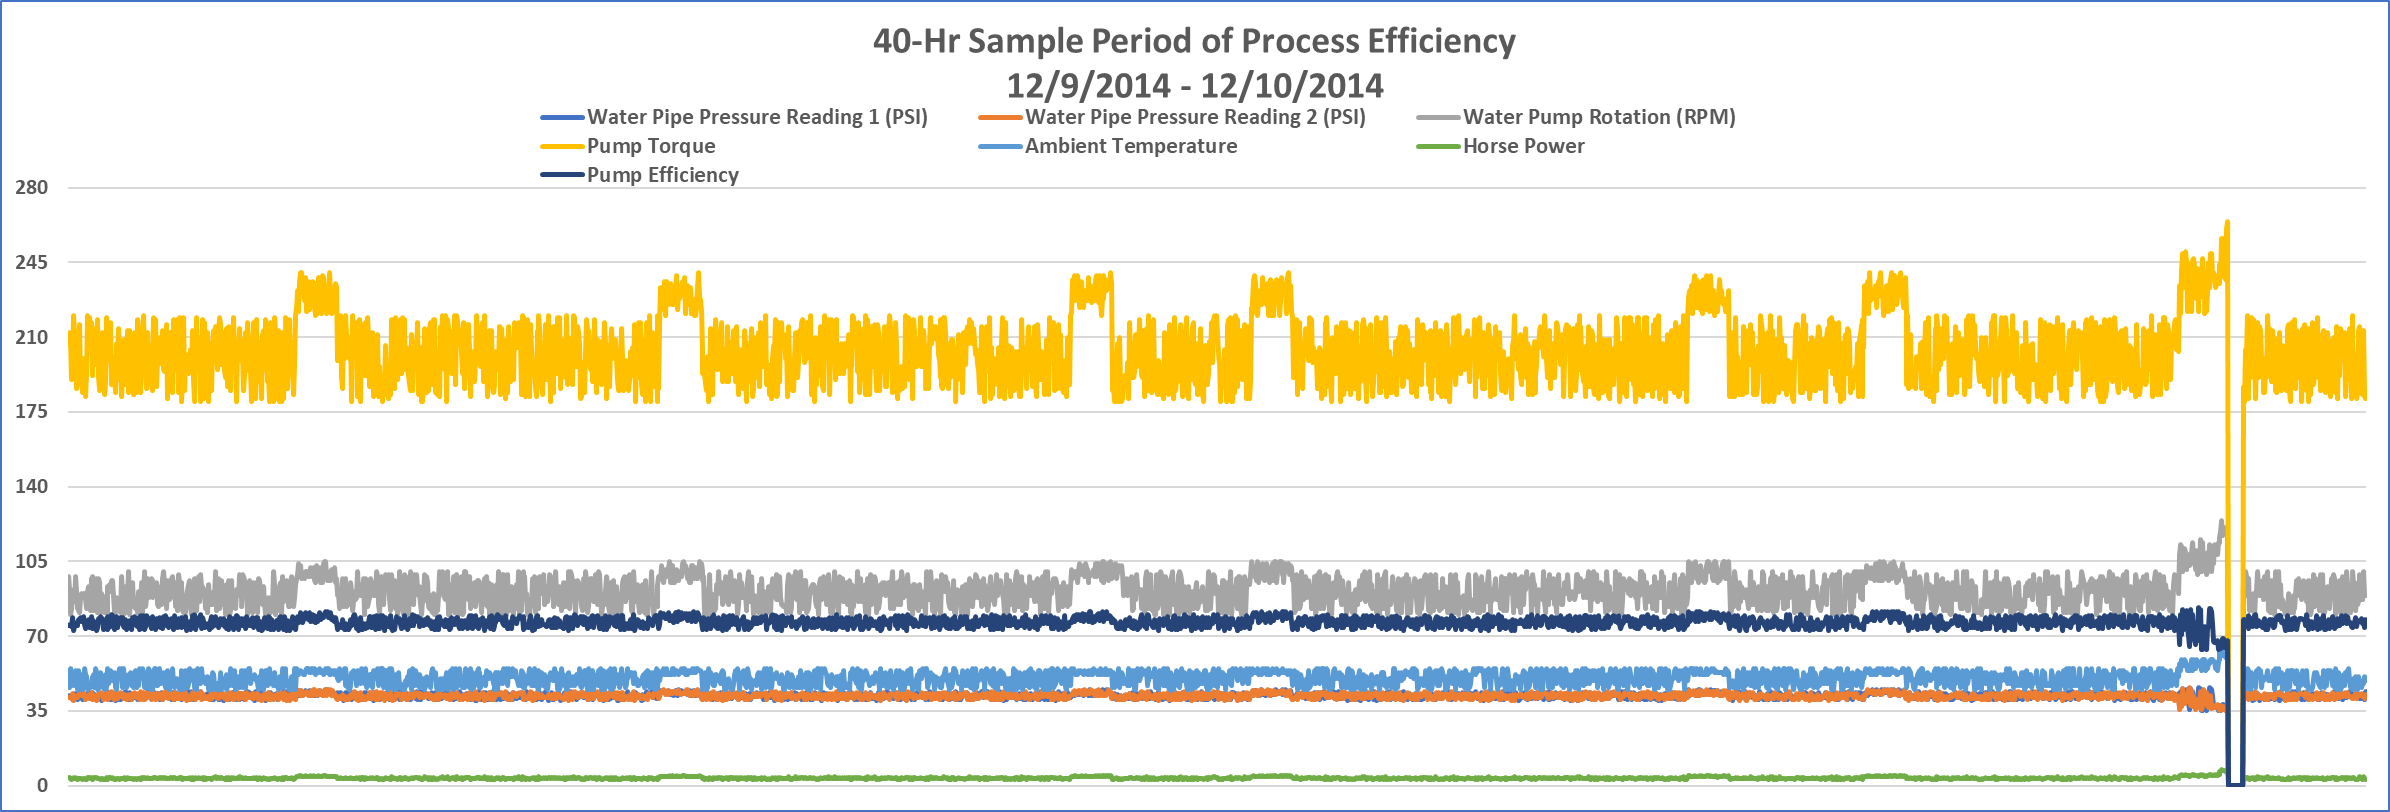 40-Hr Sample Period of Process Efficiency
12/9/2014 - 12/10/2014
Water Pipe Pressure Reading 1 (PSI) Water Pipe Pressure Reading 2 (PSI) Water Pump Rotation (RPM)
Pump Torque Ambient Temperature Horse Power
Pump Efficiency
280
245
210
175
140
105
70
35
0